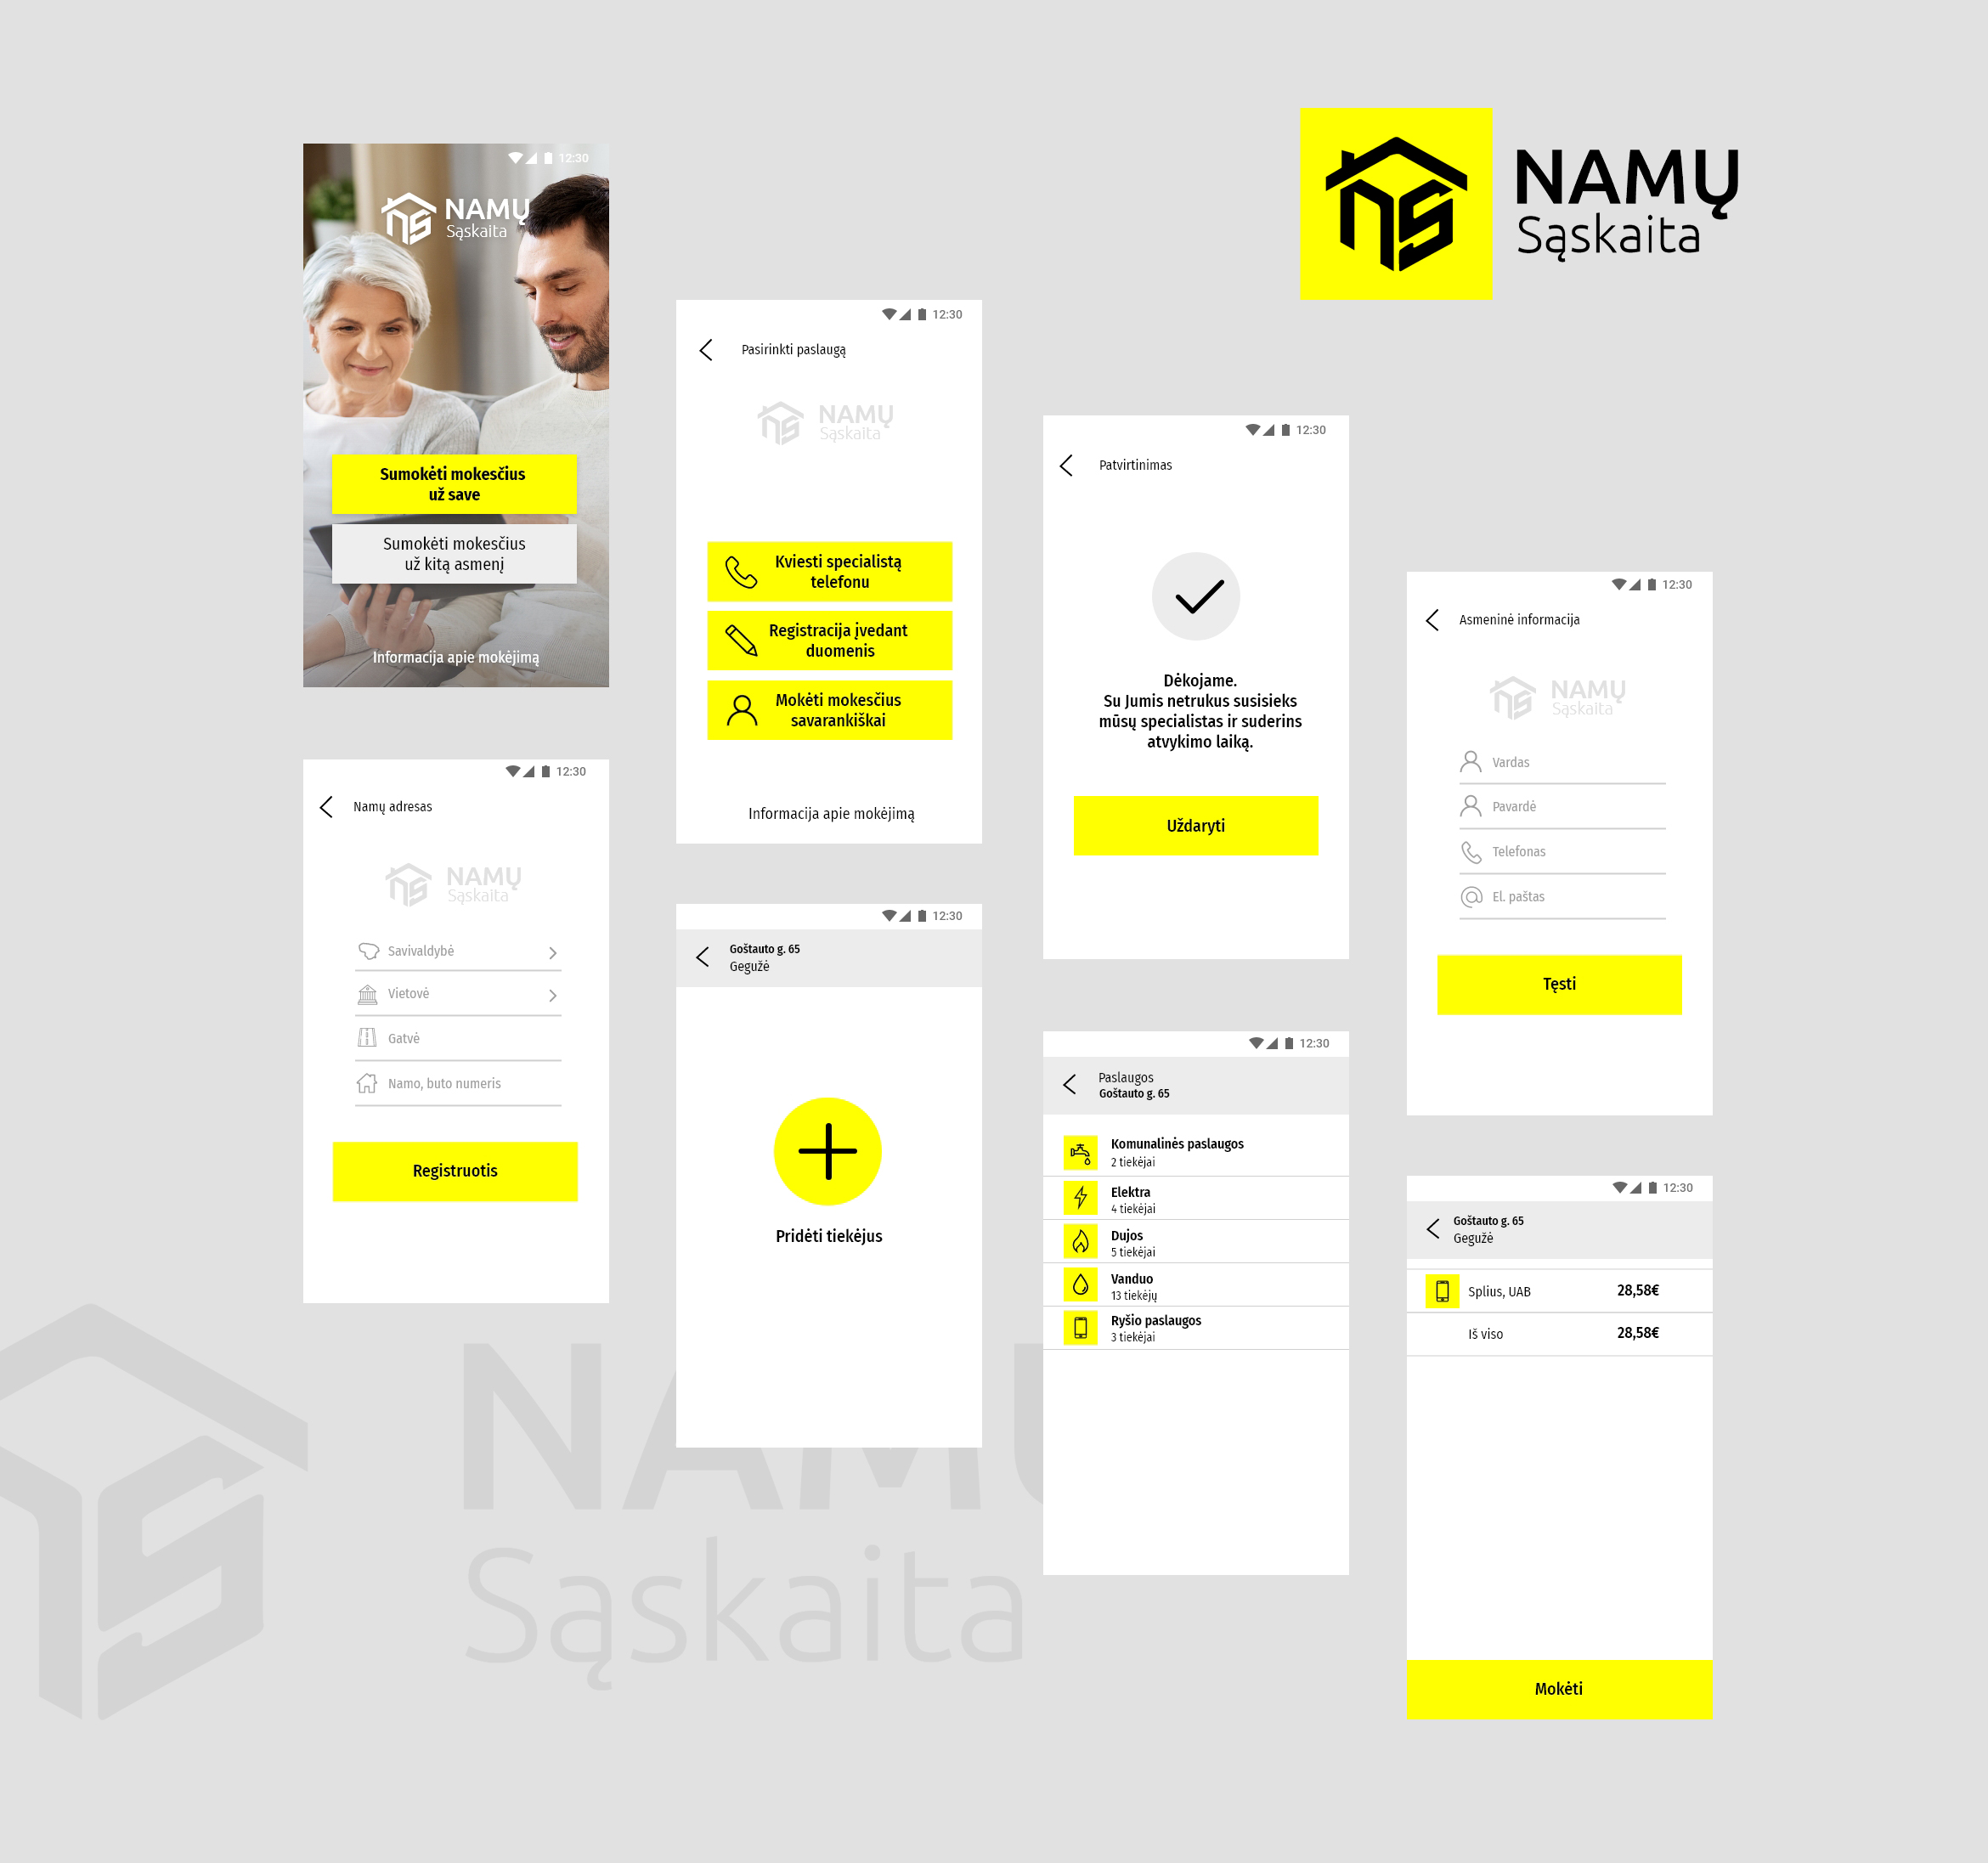 NAMŲ
Sąskaita
12:30
NAMŲ
Sąskaita
Sumokėti mokesčius
už save
Sumokėti mokesčius
už kitą asmenį
Informacija apie mokėjimą
12:30
Pasirinkti paslaugą
NAMŲ
Sąskaita
Kviesti specialistą
telefonu
Registracija įvedant
duomenis
Mokėti mokesčius
savarankiškai
Informacija apie mokėjimą
12:30
Patvirtinimas
Dėkojame.
Su Jumis netrukus susisieks
mūsų specialistas ir suderins
atvykimo laiką.
Uždaryti
12:30
Asmeninė informacija
NAMŲ
Sąskaita
Vardas
Pavardė
Telefonas
El. paštas
Tęsti
12:30
Namų adresas
NAMŲ
Sąskaita
Savivaldybė
Vietovė
Gatvė
Namo, buto numeris
Registruotis
12:30
Goštauto g. 65
Gegužė
Pridėti tiekėjus
12:30
Paslaugos
Goštauto g. 65
Komunalinės paslaugos
2 tiekėjai
Elektra
4 tiekėjai
Dujos
5 tiekėjai
Vanduo
13 tiekėjų
Ryšio paslaugos
3 tiekėjai
12:30
Goštauto g. 65
Gegužė
Splius, UAB 28,58€
Iš viso 28,58€
Mokėti
NAMŲ
Sąskaita